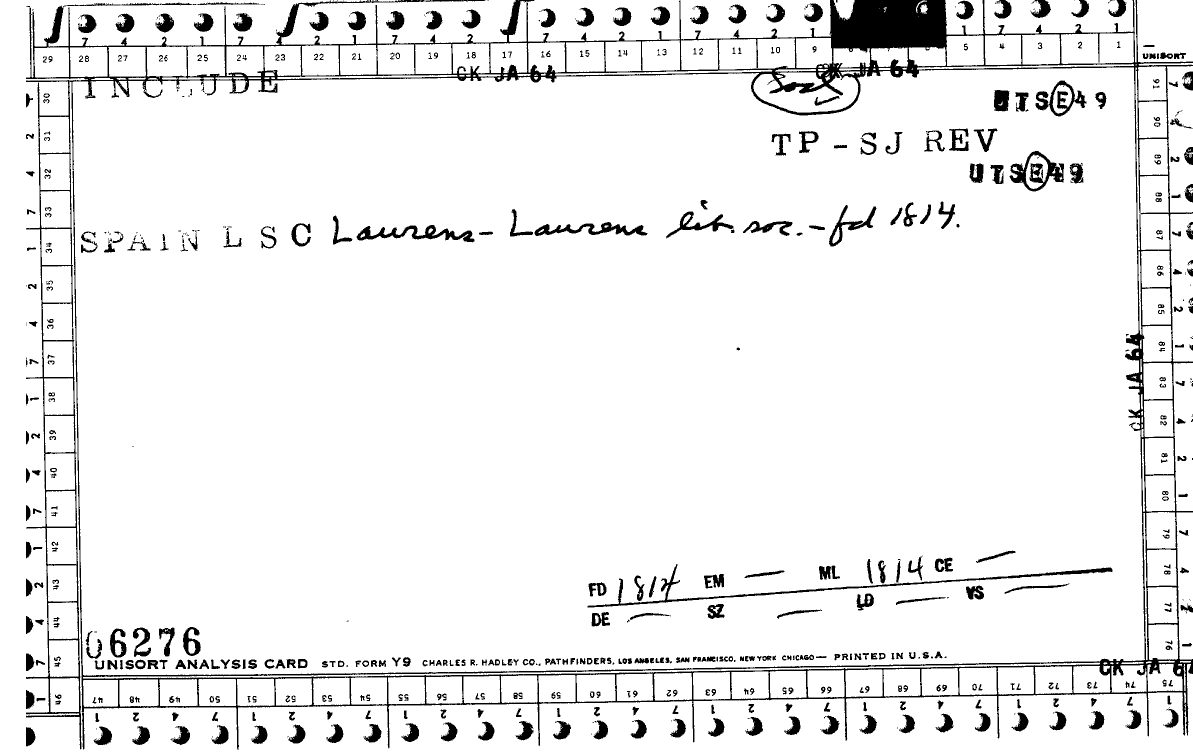 7 4 2 1 7 4 2 1 7 4 2 1 7 4 2 1 7 4 2 1 1 7 4 2 1
29 28 27 26 25 24 23 22 21 20 19 18 17 16 15 14 13 12 11 10 9 5 4 3 2 1
UNISORT
CK JA 64 CK JA 64
INCLUDE
Socl
UTSE49
TP-SJ REV
UTSE49
SPAIN LSC Laurens - Laurens lib. soc. - fd 1814.
CK JA 64
FD 1814 EM — ML 1814 CE —
DE — SZ — LD — VS —
06276
UNISORT ANALYSIS CARD STD. FORM Y9 CHARLES R. HADLEY CO., PATHFINDERS, LOS ANGELES, SAN FRANCISCO, NEW YORK CHICAGO— PRINTED IN U.S.A.
CK JA 64
30 31 32 33 34 35 36 37 38 39 40 41 42 43 44 45 46
91 90 89 88 87 86 85 84 83 82 81 80 79 78 77 76
47 48 49 50 51 52 53 54 55 56 57 58 59 60 61 62 63 64 65 66 67 68 69 70 71 72 73 74 75
1 2 4 7 1 2 4 7 1 2 4 7 1 2 4 7 1 2 4 7 1 2 4 7 1 2 4 7